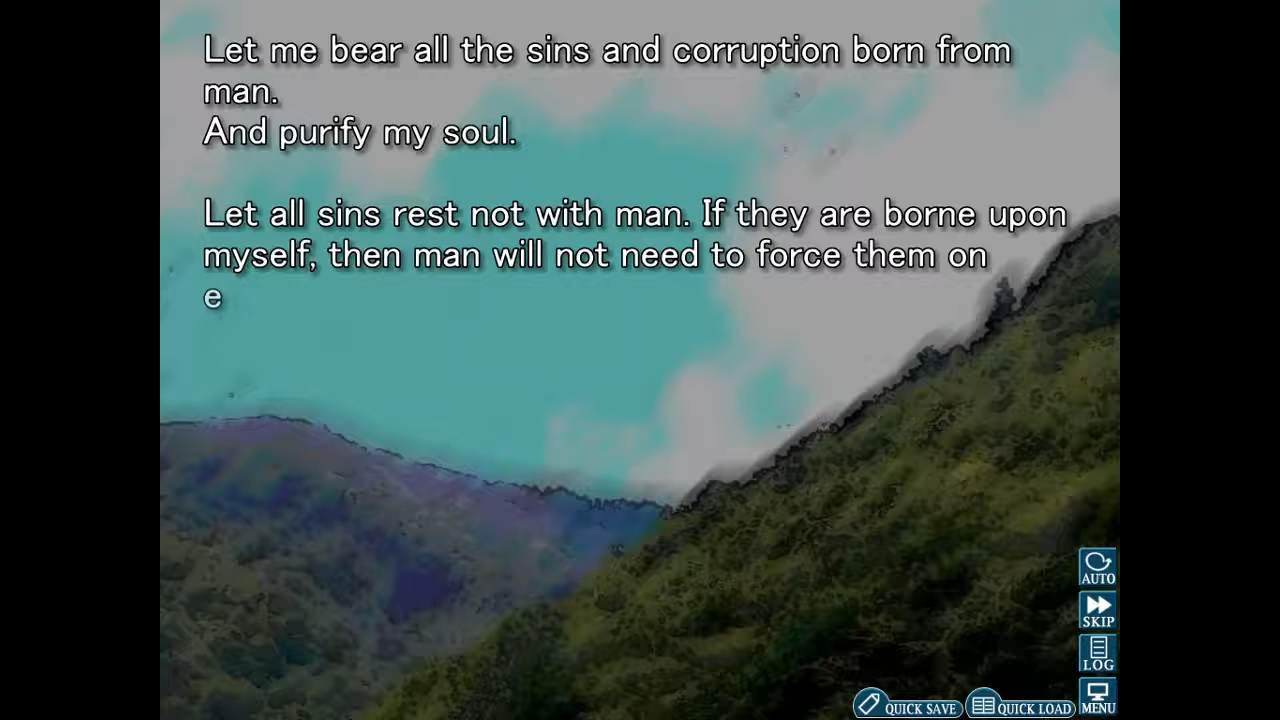 Let me bear all the sins and corruption born from
man.
And purify my soul.
Let all sins rest not with man. If they are borne upon
myself, then man will not need to force them on
e
AUTO
SKIP
LOG
MENU
QUICK SAVE
QUICK LOAD